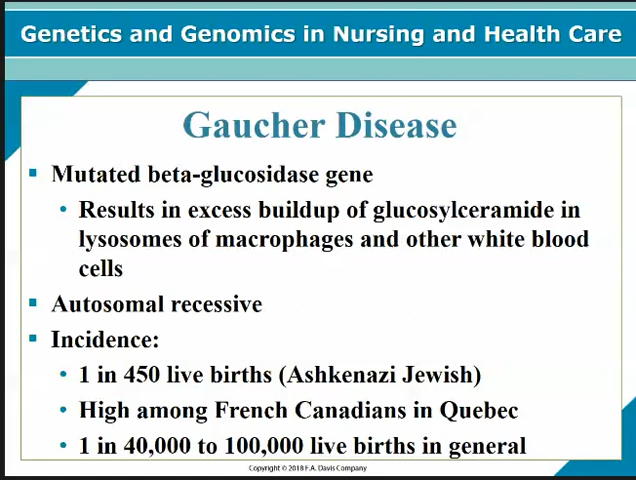 Genetics and Genomics in Nursing and Health Care
Gaucher Disease
▪ Mutated beta-glucosidase gene
• Results in excess buildup of glucosylceramide in
lysosomes of macrophages and other white blood
cells
▪ Autosomal recessive
▪ Incidence:
• 1 in 450 live births (Ashkenazi Jewish)
• High among French Canadians in Quebec
• 1 in 40,000 to 100,000 live births in general
Copyright © 2018 F.A. Davis Company